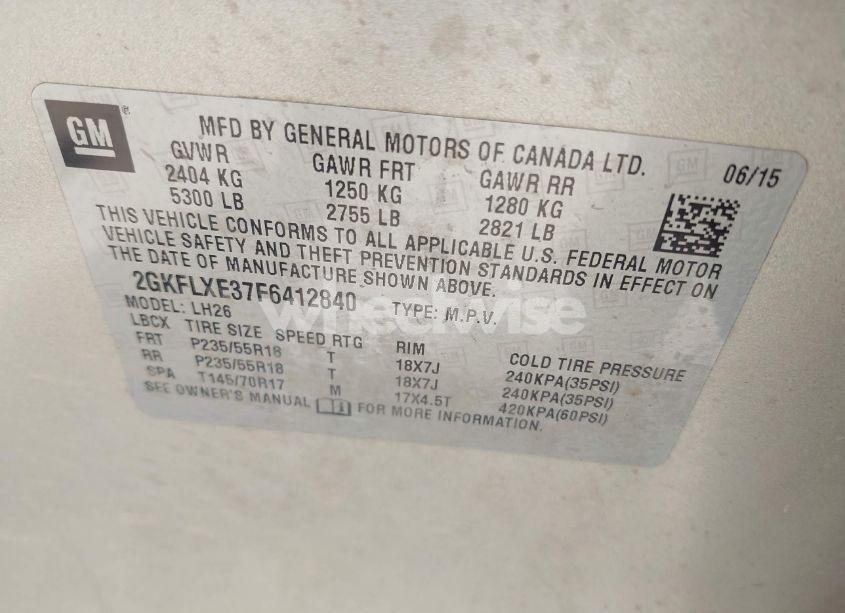 GM
MFD BY GENERAL MOTORS OF CANADA LTD.
06/15
GVWR GAWR FRT GAWR RR
2404 KG 1250 KG 1280 KG
5300 LB 2755 LB 2821 LB
THIS VEHICLE CONFORMS TO ALL APPLICABLE U.S. FEDERAL MOTOR
VEHICLE SAFETY AND THEFT PREVENTION STANDARDS IN EFFECT ON
THE DATE OF MANUFACTURE SHOWN ABOVE.
2GKFLXE37F6412840 TYPE: M.P.V.
MODEL: LH26
LBCX TIRE SIZE SPEED RTG RIM COLD TIRE PRESSURE
FRT P235/55R18 T 18X7J 240KPA(35PSI)
RR P235/55R18 T 18X7J 240KPA(35PSI)
SPA T145/70R17 M 17X4.5T 420KPA(60PSI)
SEE OWNER'S MANUAL FOR MORE INFORMATION.
wheelwise